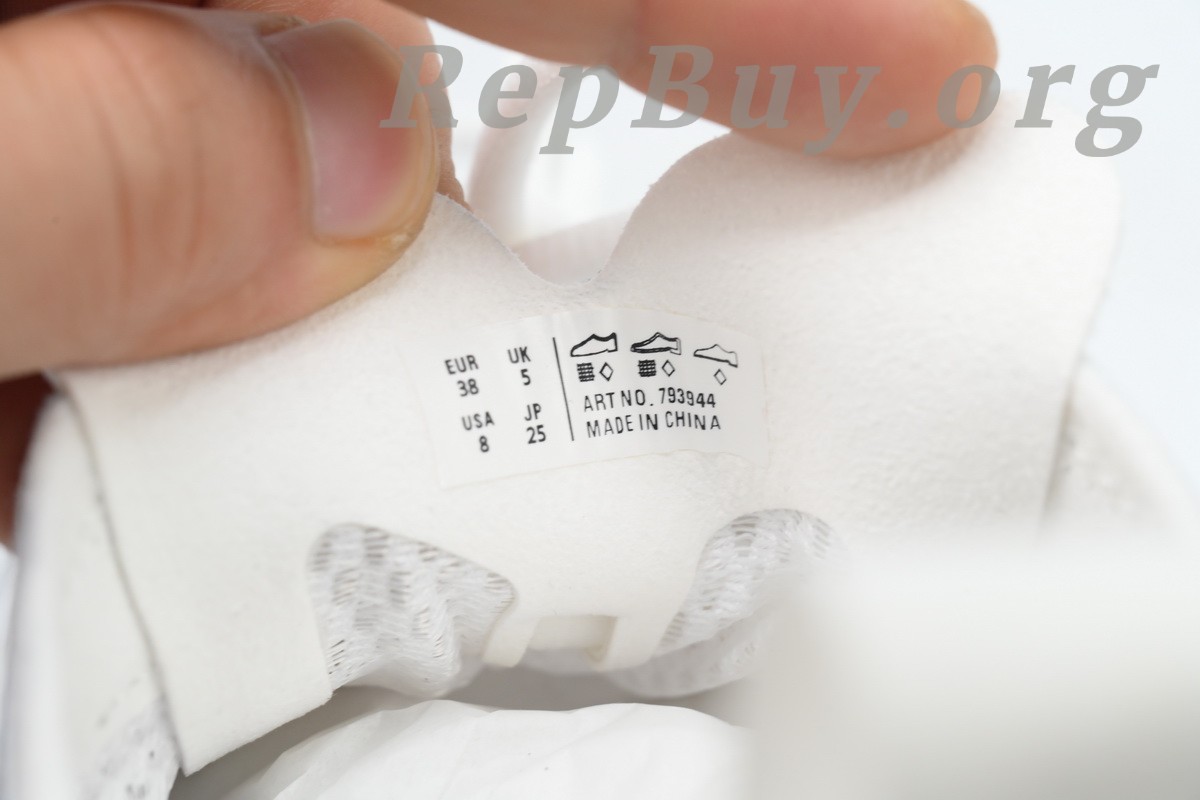 RepBuy.org
EUR UK
38 5
USA JP
8 25
ART NO. 793944
MADE IN CHINA